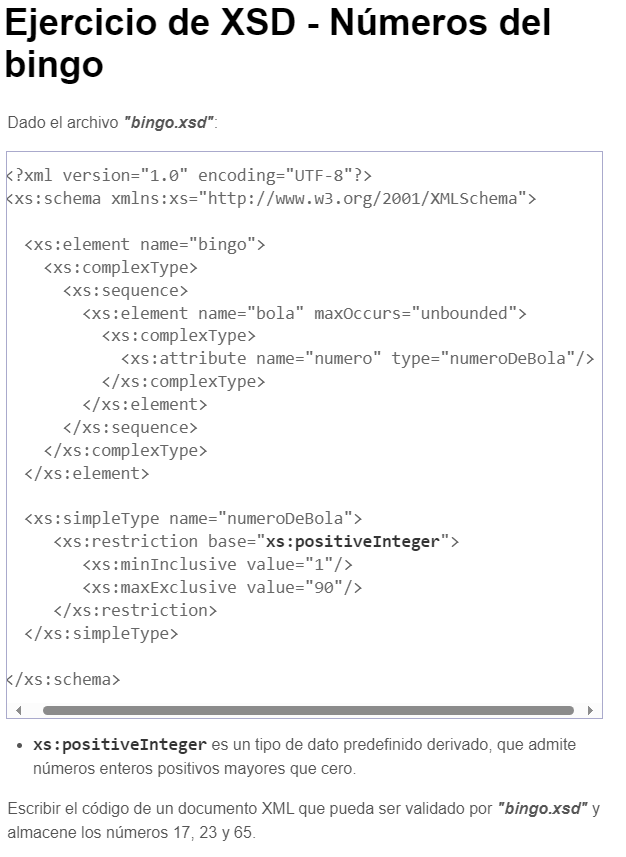 Ejercicio de XSD - Números del
bingo
Dado el archivo "bingo.xsd":
<?xml version="1.0" encoding="UTF-8"?>
<xs:schema xmlns:xs="http://www.w3.org/2001/XMLSchema">
<xs:element name="bingo">
<xs:complexType>
<xs:sequence>
<xs:element name="bola" maxOccurs="unbounded">
<xs:complexType>
<xs:attribute name="numero" type="numeroDeBola"/>
</xs:complexType>
</xs:element>
</xs:sequence>
</xs:complexType>
</xs:element>
<xs:simpleType name="numeroDeBola">
<xs:restriction base="xs:positiveInteger">
<xs:minInclusive value="1"/>
<xs:maxExclusive value="90"/>
</xs:restriction>
</xs:simpleType>
</xs:schema>
• xs:positiveInteger es un tipo de dato predefinido derivado, que admite
números enteros positivos mayores que cero.
Escribir el código de un documento XML que pueda ser validado por "bingo.xsd" y
almacene los números 17, 23 y 65.